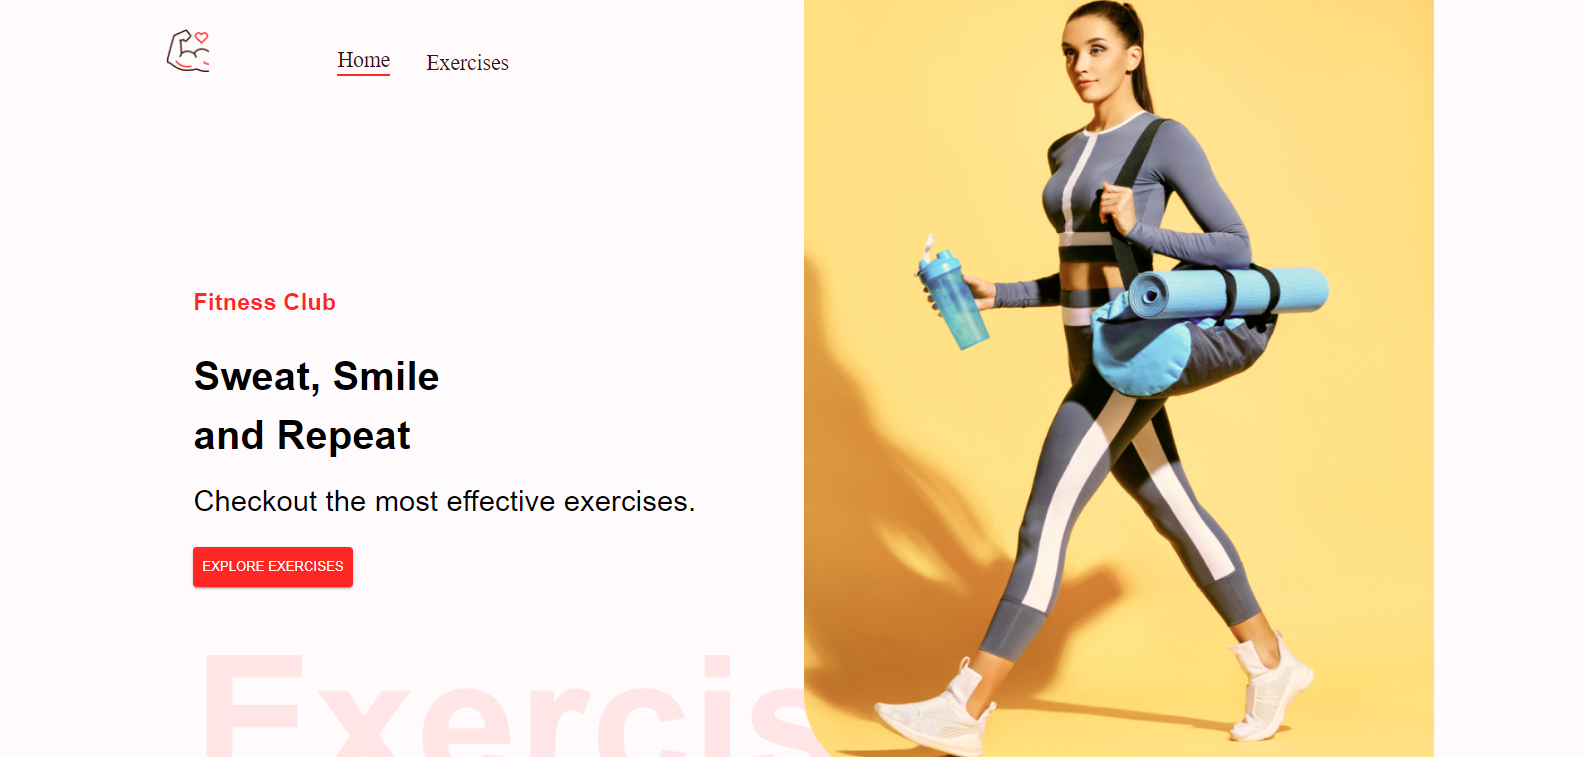 Home Exercises
Fitness Club
Sweat, Smile
and Repeat
Checkout the most effective exercises.
EXPLORE EXERCISES
Exercis